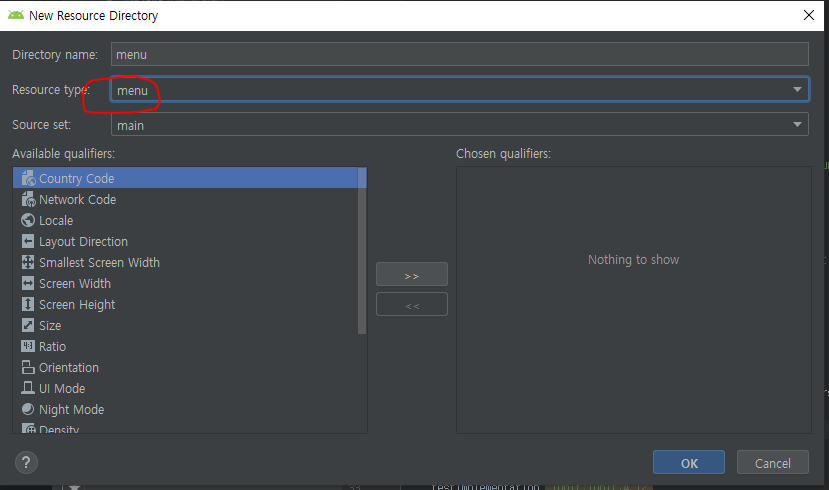 New Resource Directory
Directory name: menu
Resource type: menu
Source set: main
Available qualifiers:
Chosen qualifiers:
Country Code
Network Code
Locale
Layout Direction
Smallest Screen Width
Screen Width
Screen Height
Size
Ratio
Orientation
UI Mode
Night Mode
Density
>>
<<
Nothing to show
?
OK
Cancel
testImplementation